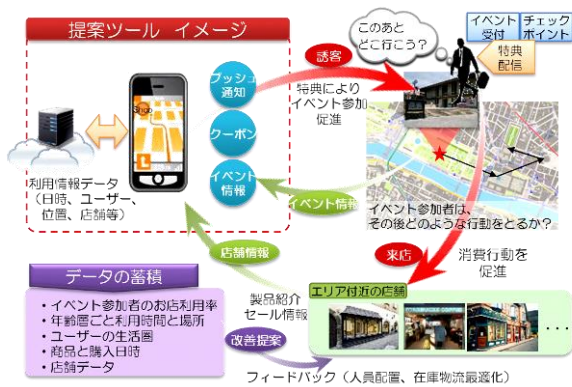 提案ツール イメージ
プッシュ
通知
クーポン
イベント
情報
利用情報データ
（日時、ユーザー、
位置、店舗等）
誘客
特典により
イベント参加
促進
このあと
どこ行こう？
イベント
受付
チェック
ポイント
特典
配信
イベント情報
イベント参加者は、
その後どのような行動をとるか？
店舗情報
来店
消費行動を
促進
製品紹介
セール情報
エリア付近の店舗
・・・
データの蓄積
・イベント参加者のお店利用率
・年齢層ごと利用時間と場所
・ユーザーの生活圏
・商品と購入日時
・店舗データ
改善提案
フィードバック（人員配置、在庫物流最適化）